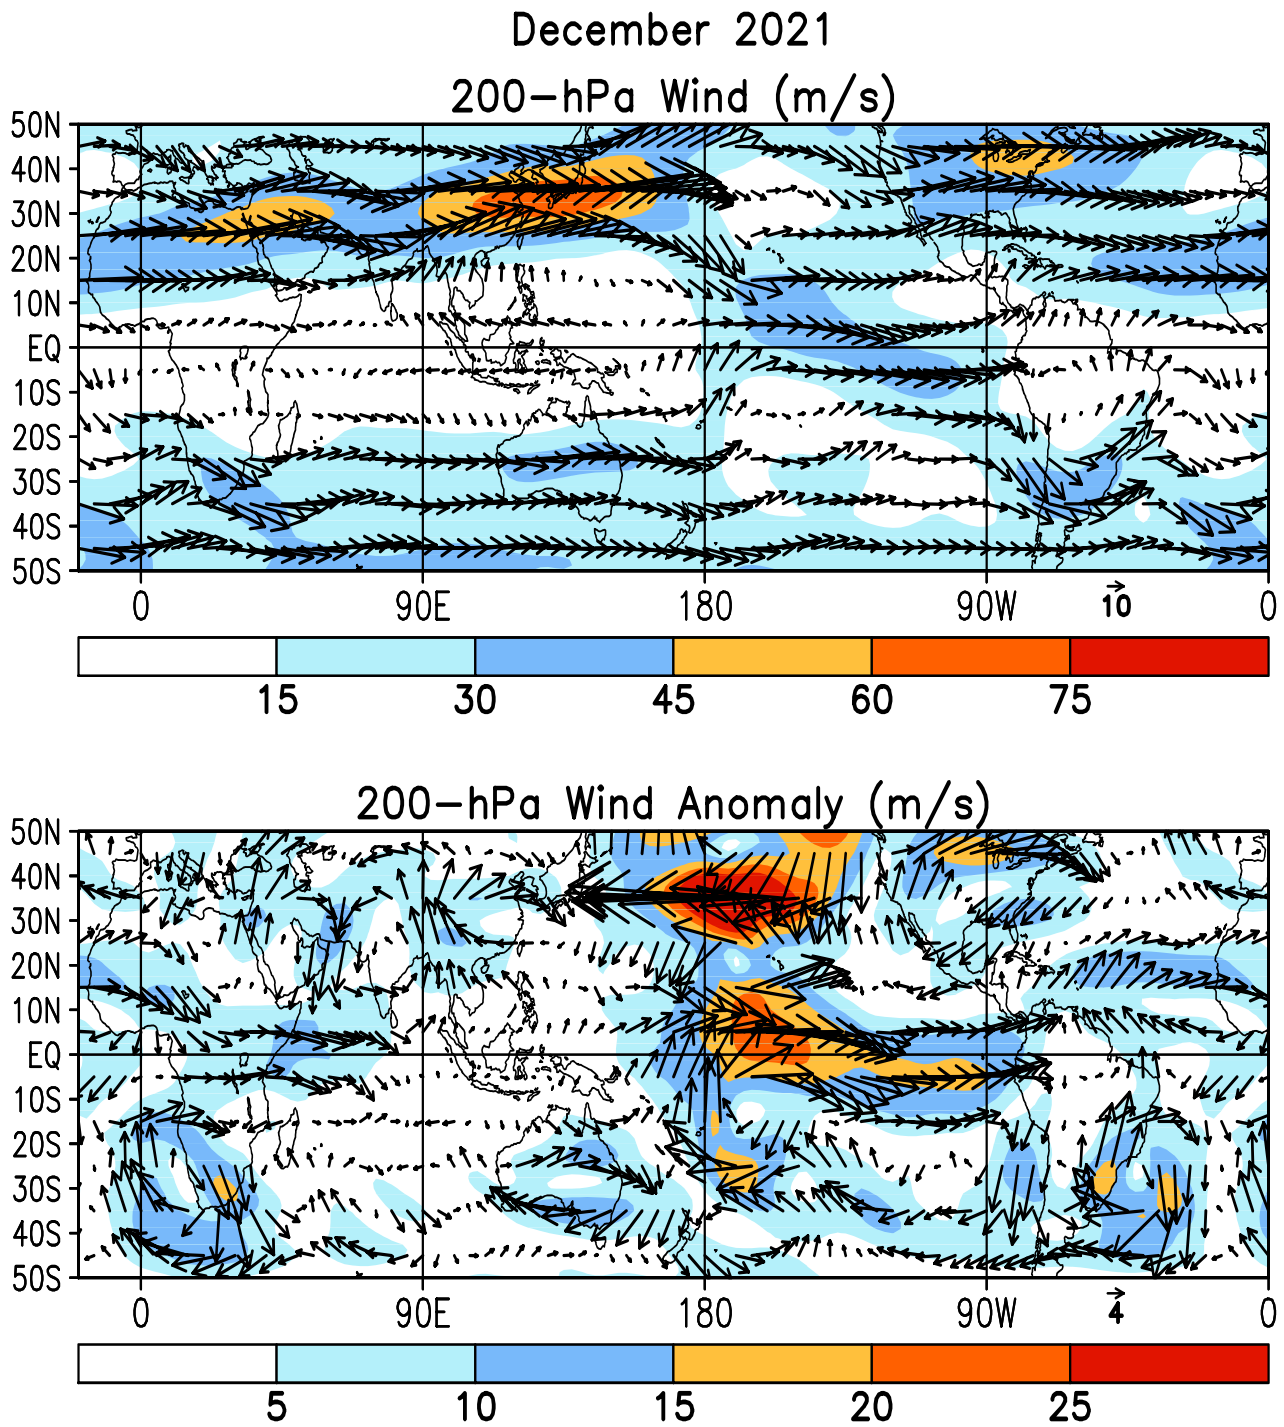 December 2021
200-hPa Wind (m/s)
50N
40N
30N
20N
10N
EQ
10S
20S
30S
40S
50S
0 90E 180 90W 10 0
15 30 45 60 75
200-hPa Wind Anomaly (m/s)
50N
40N
30N
20N
10N
EQ
10S
20S
30S
40S
50S
0 90E 180 90W 4 0
5 10 15 20 25